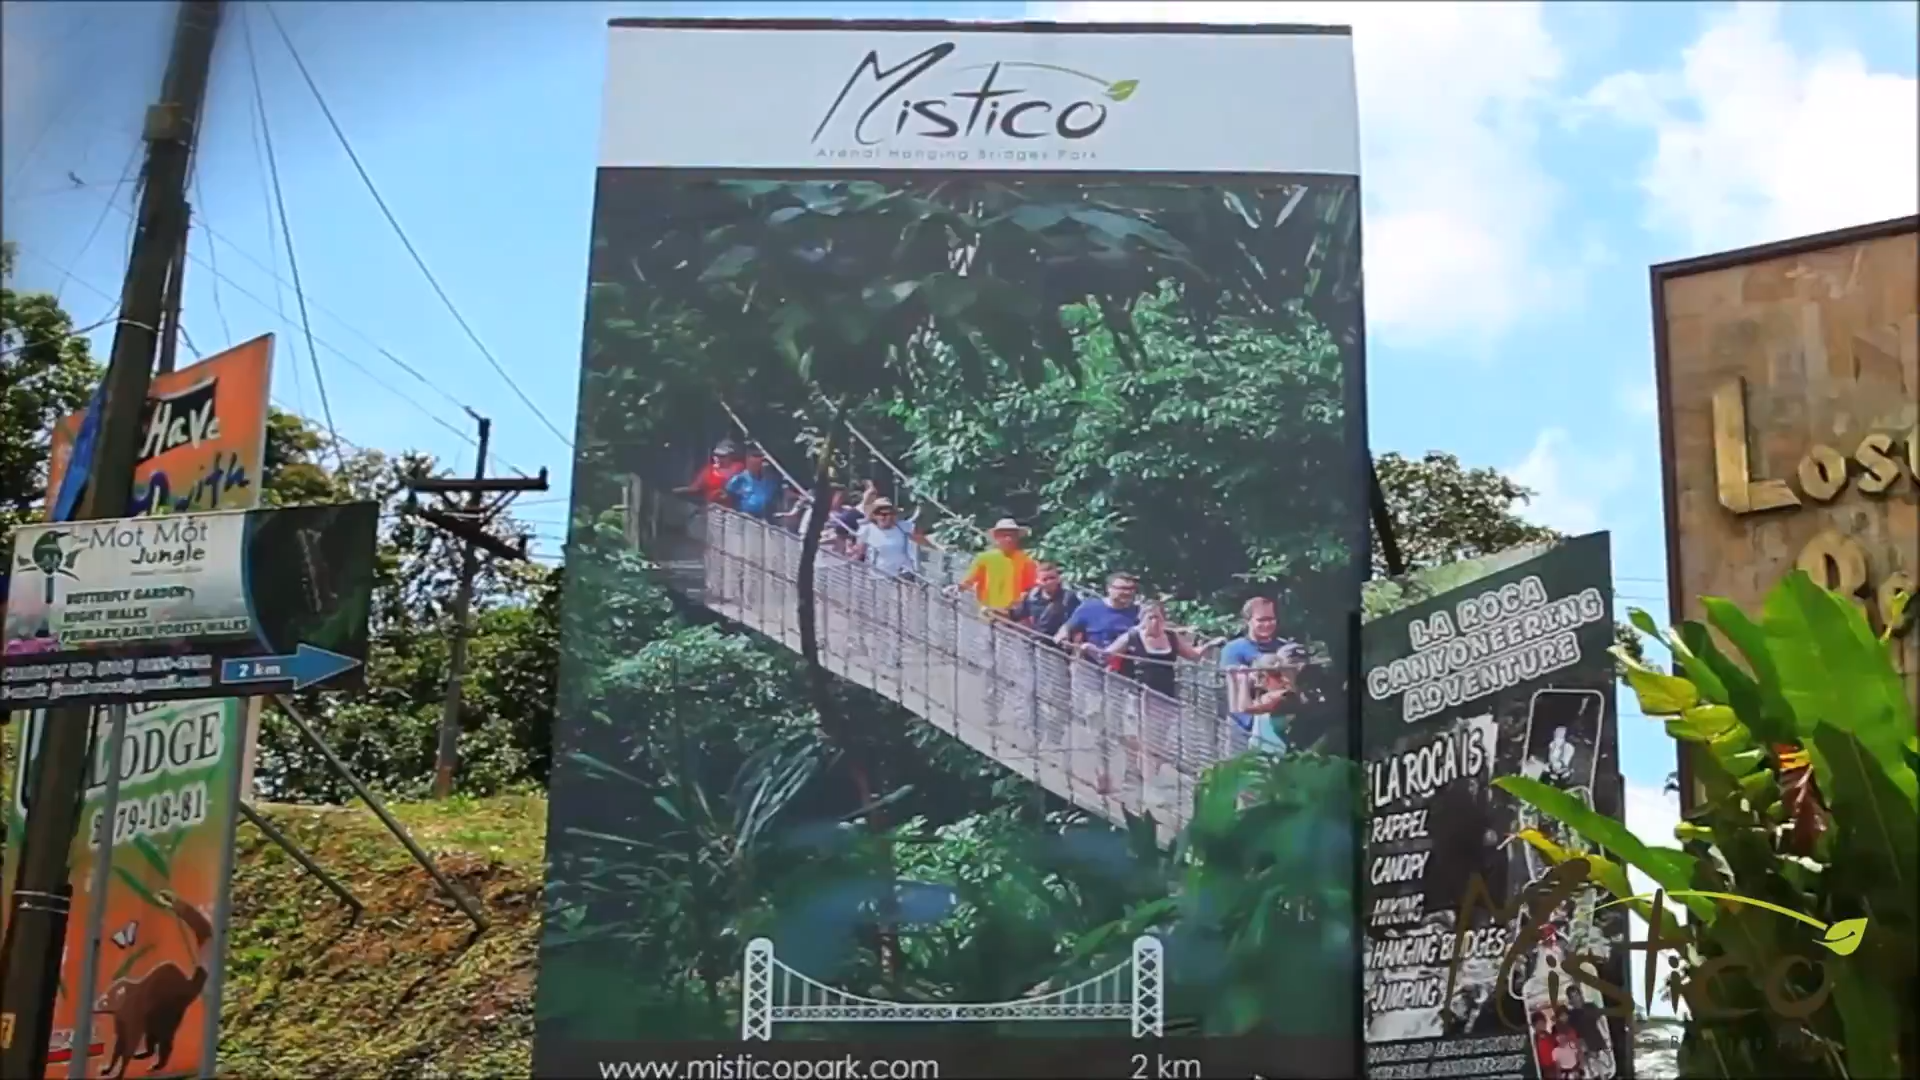 Mistico
Arenal Hanging Bridges Park
www.misticopark.com
2 km
Have
with
Mot Mot
Jungle
BUTTERFLY GARDEN
NIGHT WALKS
PRIMARY RAIN FOREST WALKS
2 km
LODGE
79-18-81
LA ROCA
CANYONEERING
ADVENTURE
LA ROCA IS
RAPPEL
CANOPY
HIKING
HANGING BRIDGES
JUMPING
Mistico